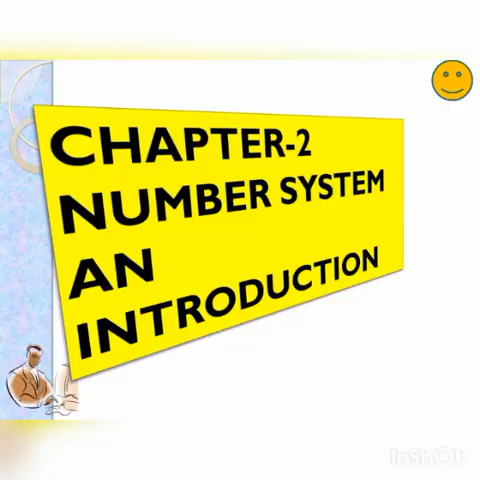 CHAPTER-2
NUMBER SYSTEM
AN
INTRODUCTION
InShOt